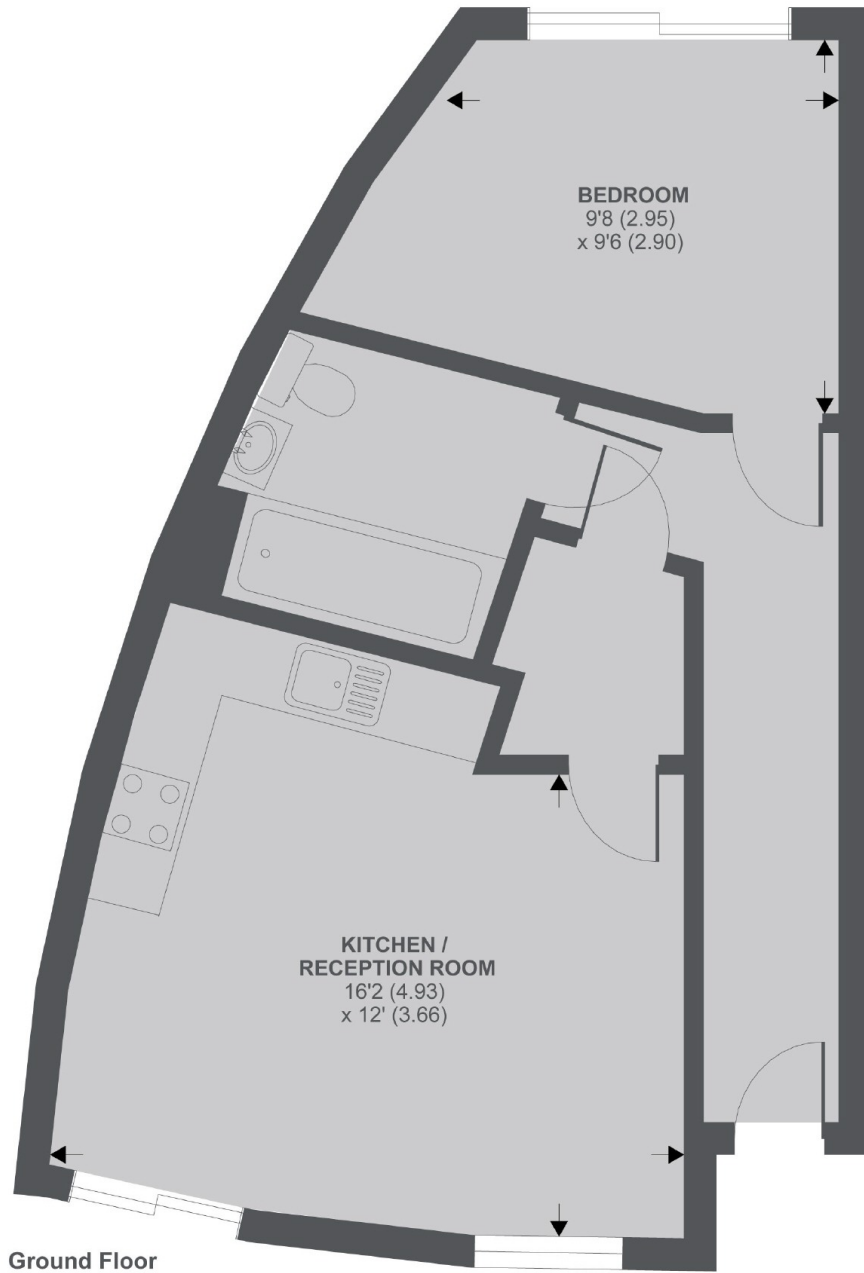 BEDROOM
9'8 (2.95)
x 9'6 (2.90)
KITCHEN /
RECEPTION ROOM
16'2 (4.93)
x 12' (3.66)
Ground Floor